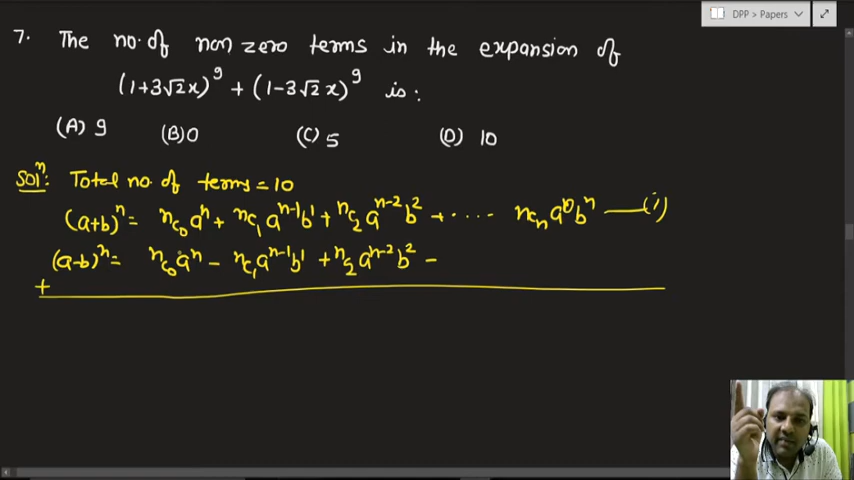 DPP > Papers
7. The no. of non zero terms in the expansion of
(1+3√2x)⁹ + (1-3√2x)⁹ is:
(A) 9 (B) 0 (C) 5 (D) 10
Solⁿ: Total no. of terms = 10
(a+b)ⁿ = ⁿC₀aⁿ + ⁿC₁aⁿ⁻¹b¹ + ⁿC₂aⁿ⁻²b² + .... ⁿCₙa⁰bⁿ —(i)
(a-b)ⁿ = ⁿC₀aⁿ - ⁿC₁aⁿ⁻¹b¹ + ⁿC₂aⁿ⁻²b² -
+